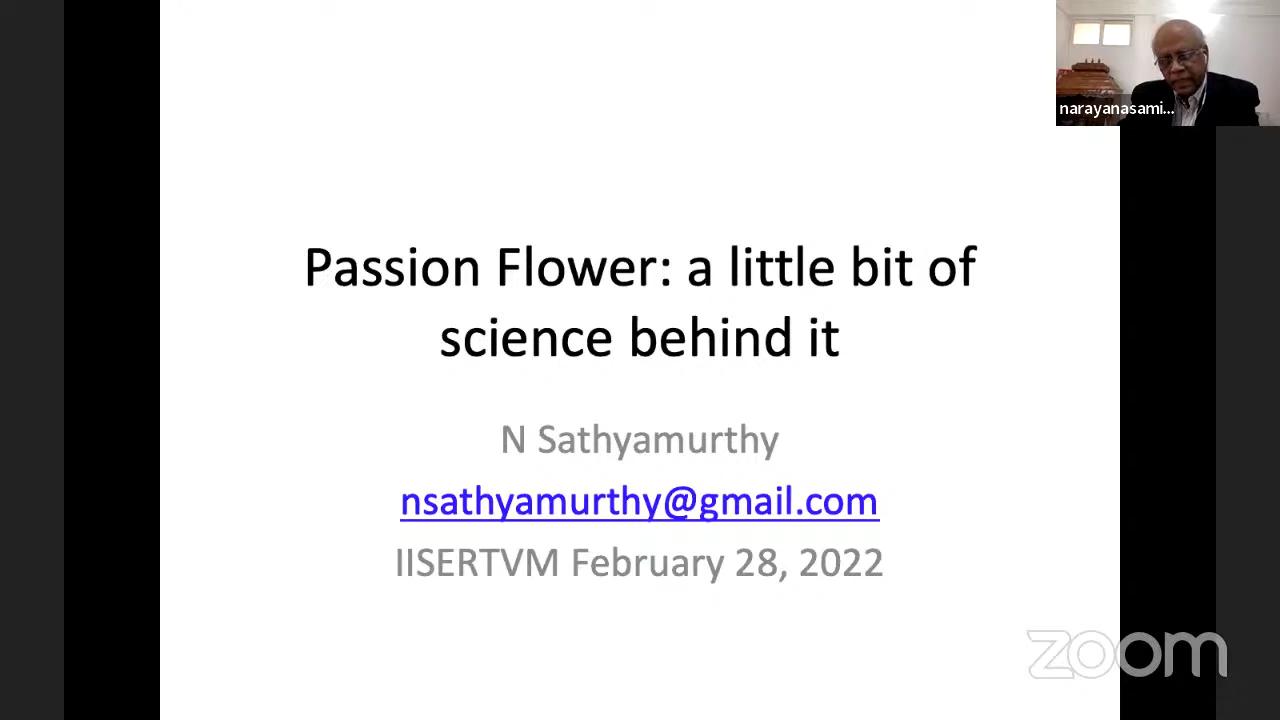 narayanasami...
Passion Flower: a little bit of
science behind it
N Sathyamurthy
nsathyamurthy@gmail.com
IISERTVM February 28, 2022
zoom